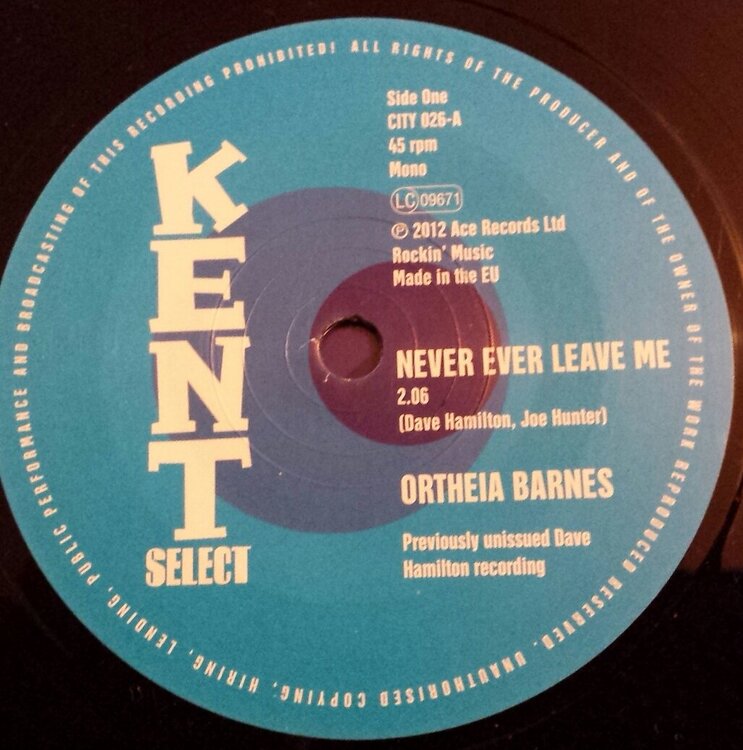 KENT
SELECT
Side One
CITY 026-A
45 rpm
Mono
LC 09671
℗ 2012 Ace Records Ltd
Rockin' Music
Made in the EU
NEVER EVER LEAVE ME
2.06
(Dave Hamilton, Joe Hunter)
ORTHEIA BARNES
Previously unissued Dave
Hamilton recording
ALL RIGHTS OF THE PRODUCER AND OF THE OWNER OF THE WORK REPRODUCED RESERVED. UNAUTHORISED COPYING, HIRING, LENDING, PUBLIC PERFORMANCE AND BROADCASTING OF THIS RECORDING PROHIBITED!